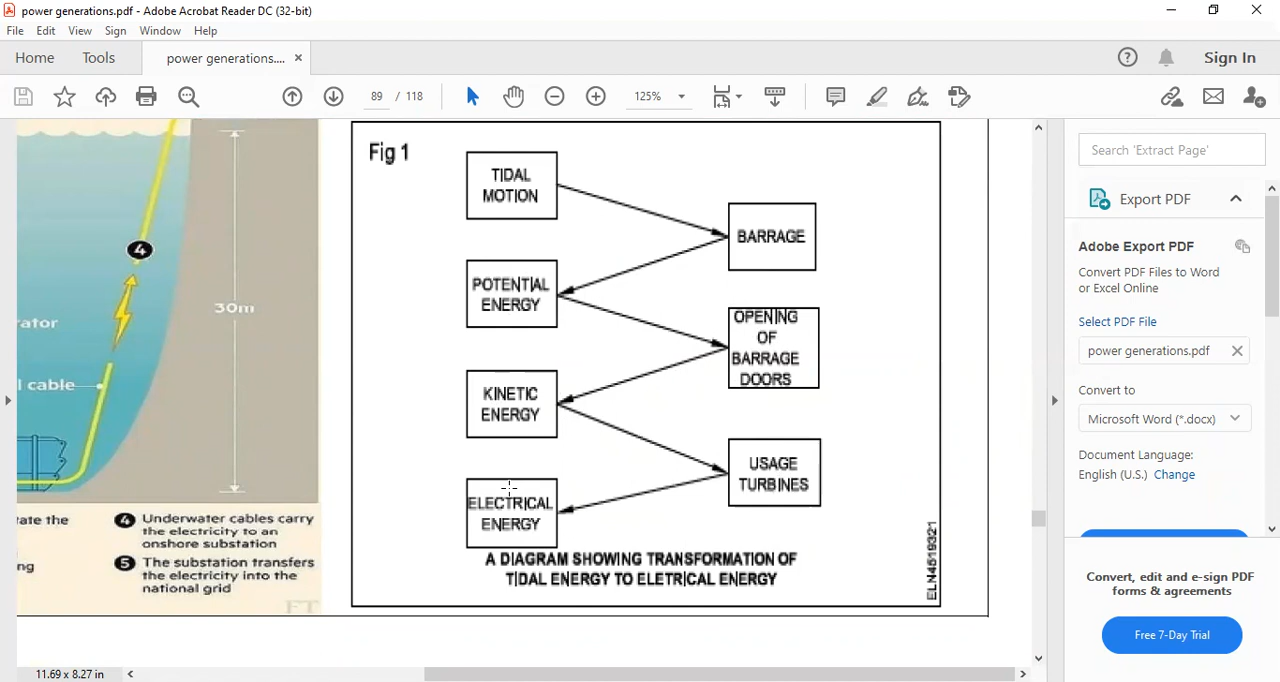 power generations.pdf - Adobe Acrobat Reader DC (32-bit)
File Edit View Sign Window Help
Home Tools power generations.... × Sign In
89 / 118 125%
Fig 1
TIDAL
MOTION
BARRAGE
POTENTIAL
ENERGY
OPENING
OF
BARRAGE
DOORS
KINETIC
ENERGY
USAGE
TURBINES
ELECTRICAL
ENERGY
A DIAGRAM SHOWING TRANSFORMATION OF
TIDAL ENERGY TO ELETRICAL ENERGY
ELN4519321
4
30m
rator
l cable
tate the
ng
4 Underwater cables carry
the electricity to an
onshore substation
5 The substation transfers
the electricity into the
national grid
FT
11.69 x 8.27 in
Search 'Extract Page'
Export PDF
Adobe Export PDF
Convert PDF Files to Word
or Excel Online
Select PDF File
power generations.pdf
Convert to
Microsoft Word (*.docx)
Document Language:
English (U.S.) Change
Convert, edit and e-sign PDF
forms & agreements
Free 7-Day Trial